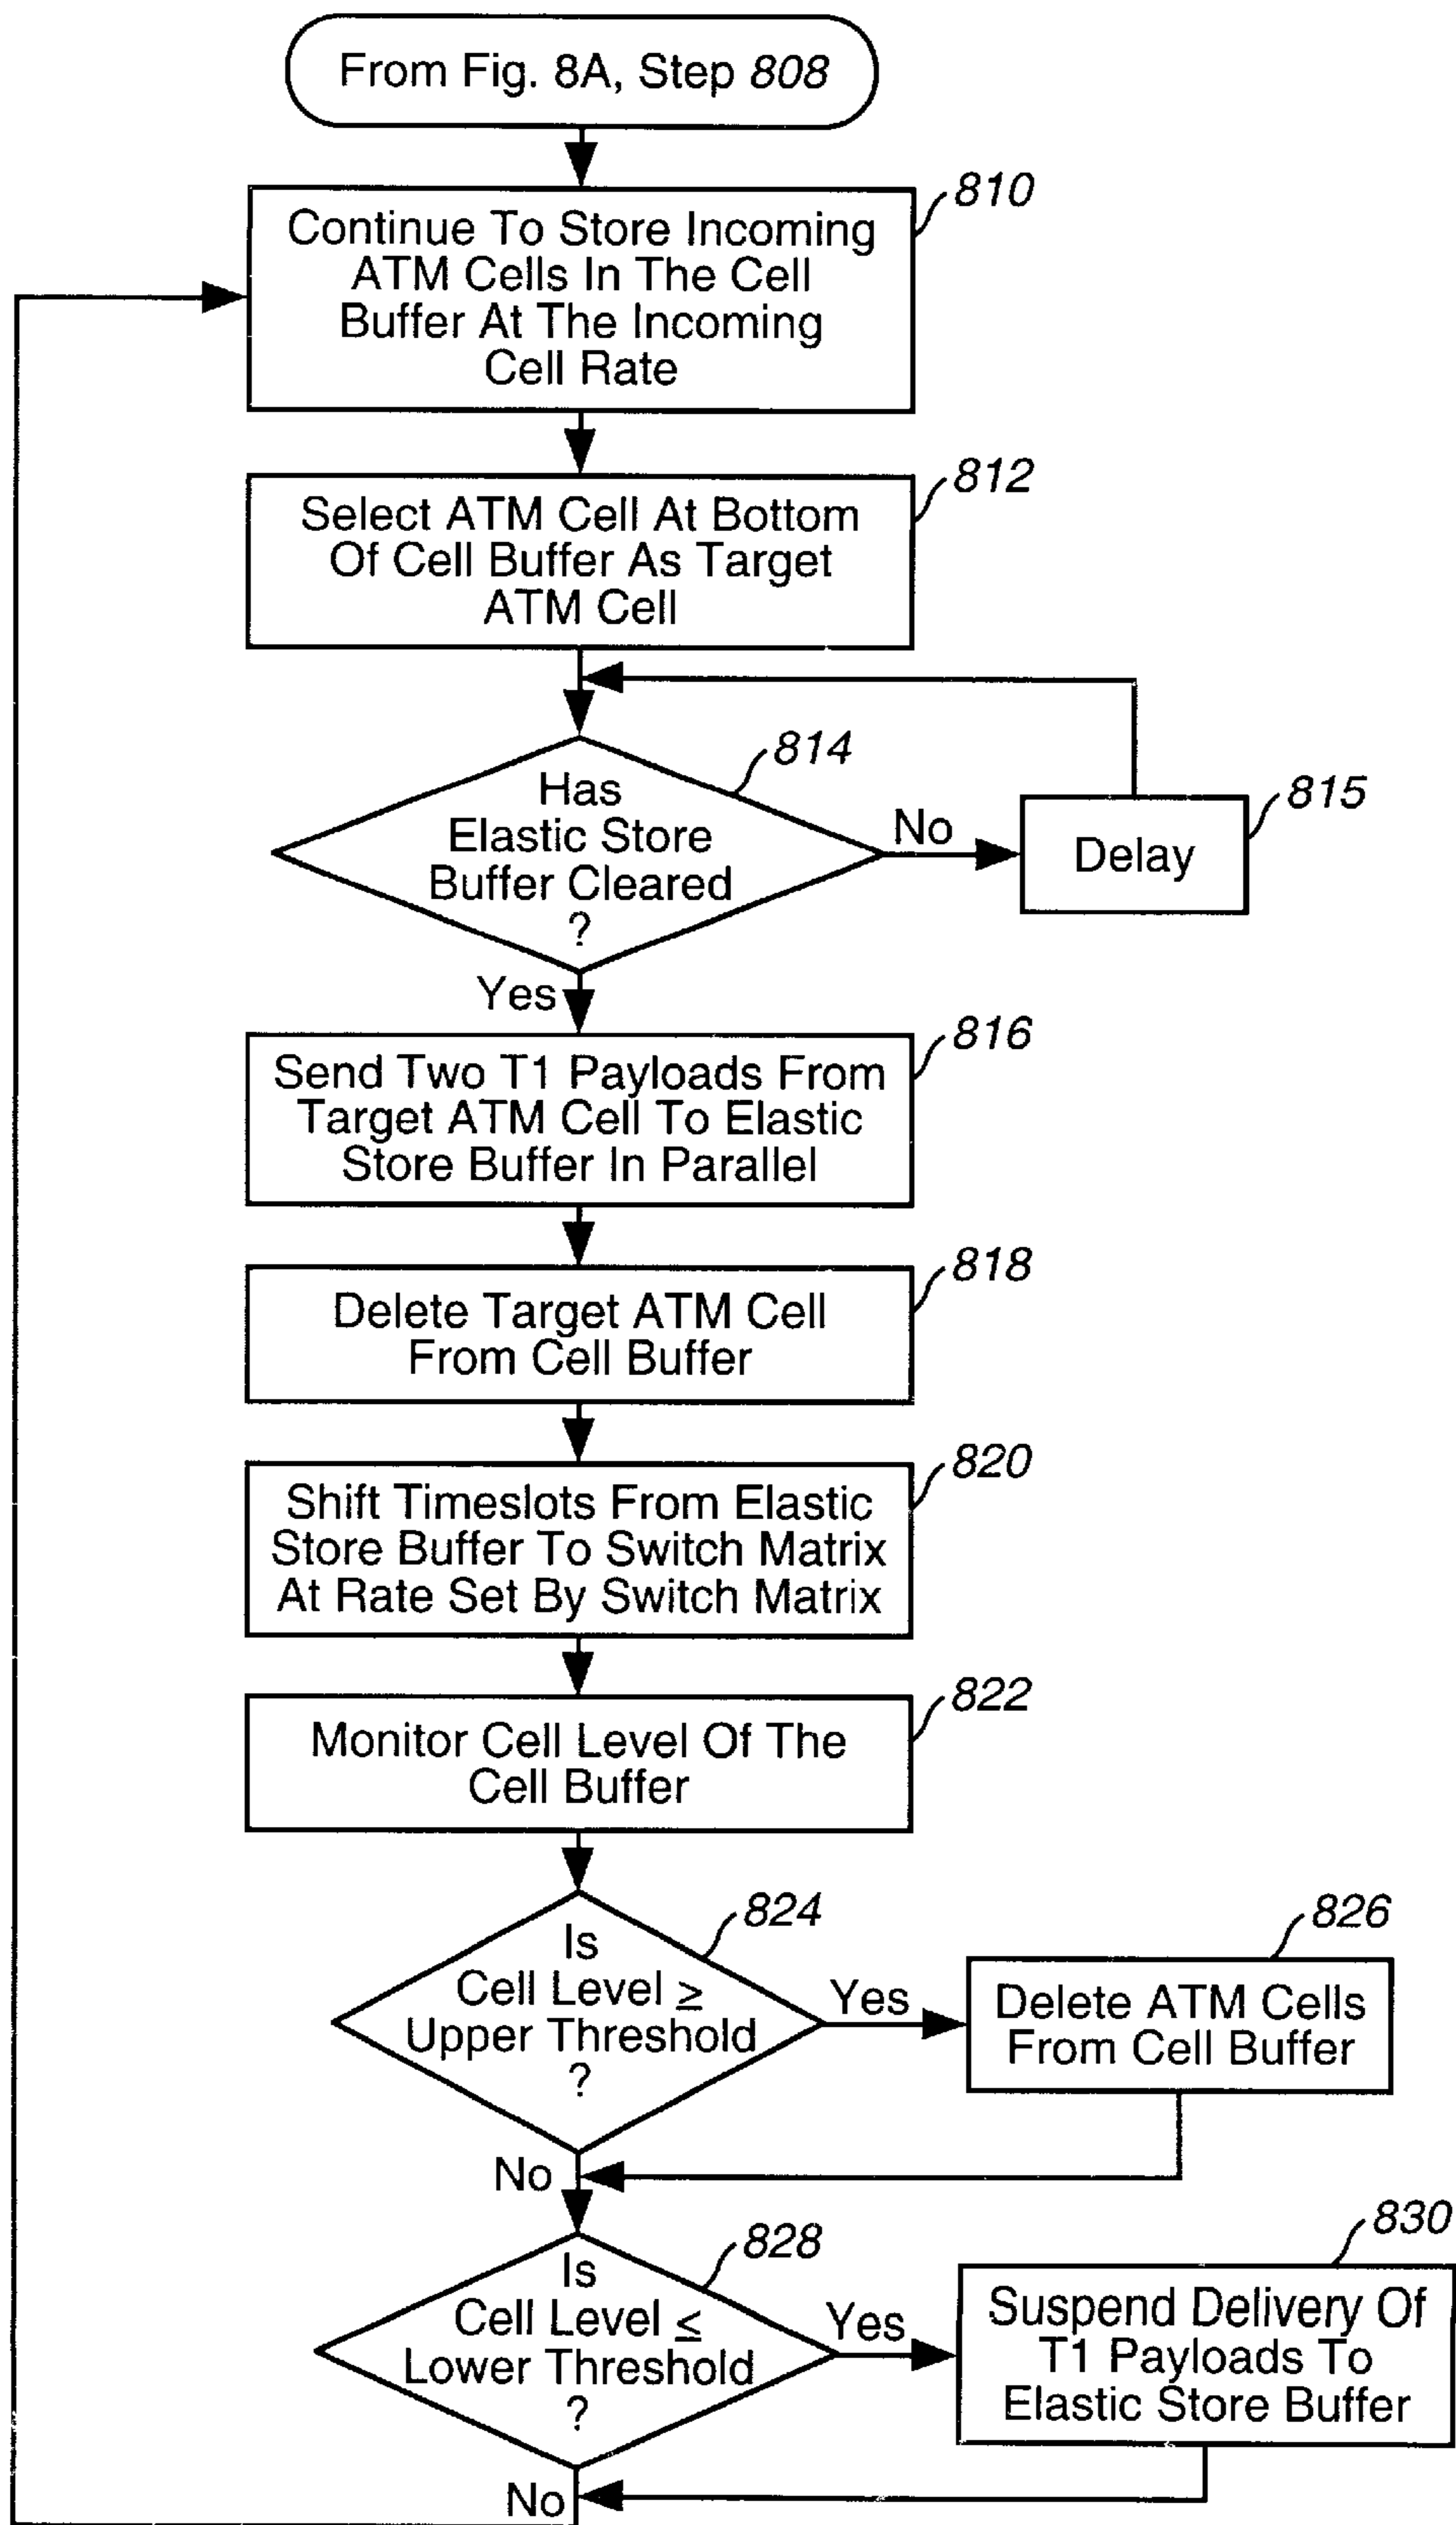 From Fig. 8A, Step 808
810
Continue To Store Incoming
ATM Cells In The Cell
Buffer At The Incoming
Cell Rate
812
Select ATM Cell At Bottom
Of Cell Buffer As Target
ATM Cell
814
Has
Elastic Store
Buffer Cleared
?
No
815
Delay
Yes
816
Send Two T1 Payloads From
Target ATM Cell To Elastic
Store Buffer In Parallel
818
Delete Target ATM Cell
From Cell Buffer
820
Shift Timeslots From Elastic
Store Buffer To Switch Matrix
At Rate Set By Switch Matrix
822
Monitor Cell Level Of The
Cell Buffer
824
Is
Cell Level ≥
Upper Threshold
?
Yes
826
Delete ATM Cells
From Cell Buffer
No
828
Is
Cell Level ≤
Lower Threshold
?
Yes
830
Suspend Delivery Of
T1 Payloads To
Elastic Store Buffer
No